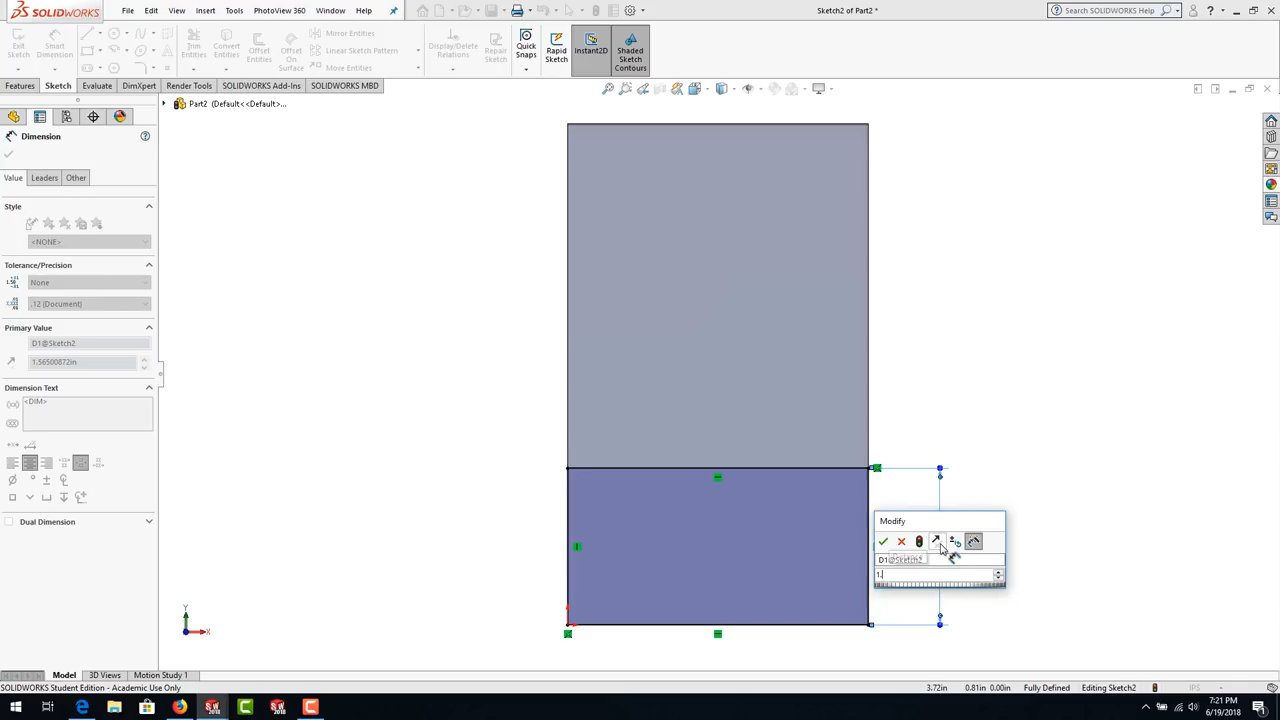 SOLIDWORKS
File Edit View Insert Tools PhotoView 360 Window Help
Sketch2 of Part2 *
Search SOLIDWORKS Help
Exit Sketch
Smart Dimension
Trim Entities
Convert Entities
Offset Entities
Offset On Surface
Mirror Entities
Linear Sketch Pattern
Move Entities
Display/Delete Relations
Repair Sketch
Quick Snaps
Rapid Sketch
Instant2D
Shaded Sketch Contours
Features Sketch Evaluate DimXpert Render Tools SOLIDWORKS Add-Ins SOLIDWORKS MBD
Part2 (Default<<Default>...
Dimension
Value Leaders Other
Style
<NONE>
Tolerance/Precision
None
.12 (Document)
Primary Value
D1@Sketch2
1.56500872in
Dimension Text
<DIM>
Dual Dimension
Modify
D1@Sketch2
1.
Y
X
Model 3D Views Motion Study 1
SOLIDWORKS Student Edition - Academic Use Only
3.72in 0.81in 0.00in Fully Defined Editing Sketch2 IPS
7:21 PM
6/19/2018